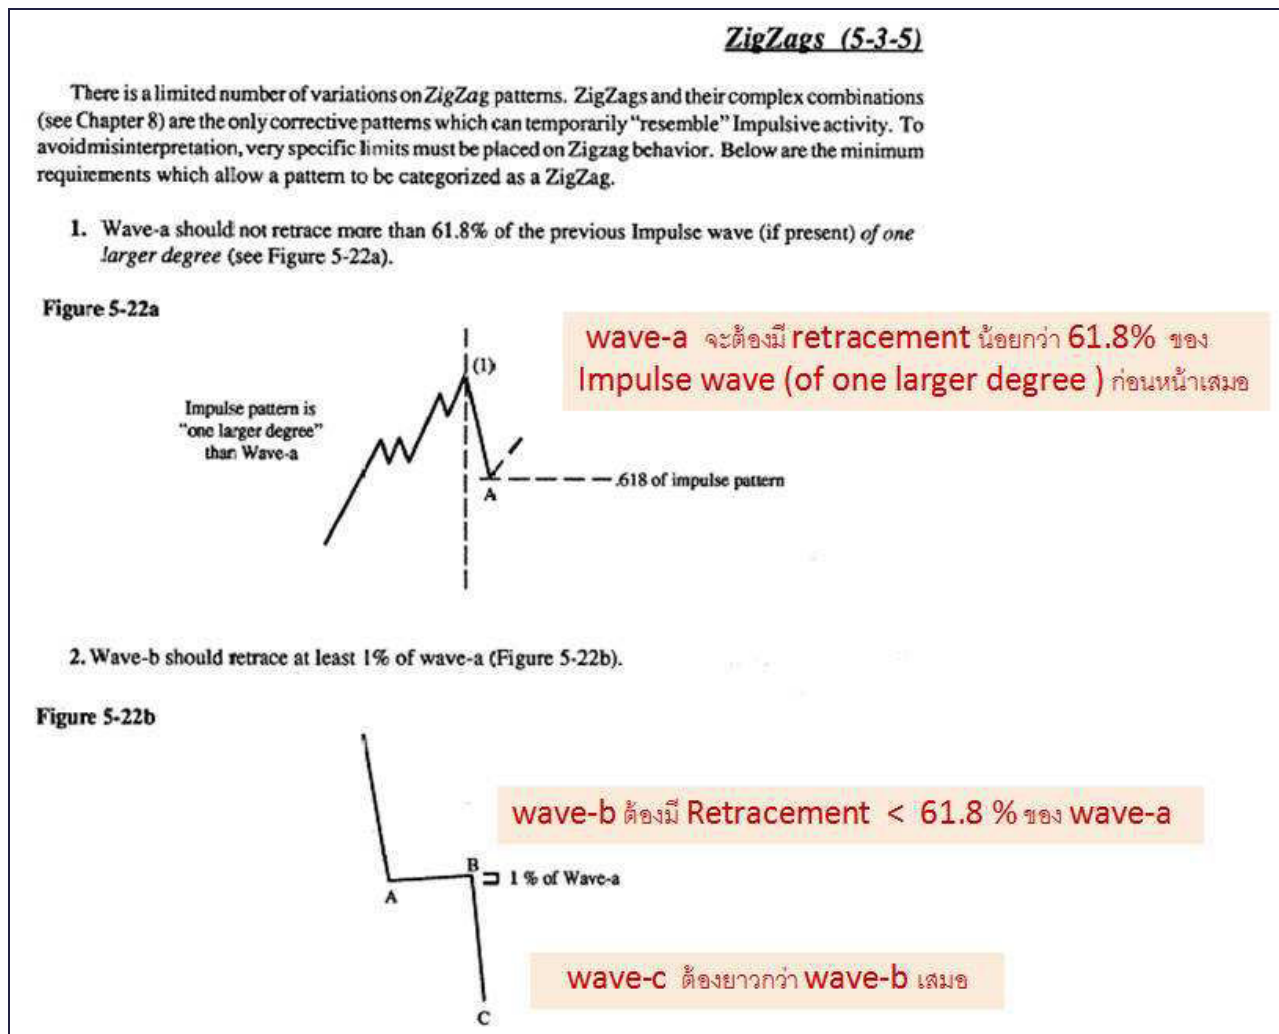 ZigZags (5-3-5)
There is a limited number of variations on ZigZag patterns. ZigZags and their complex combinations
(see Chapter 8) are the only corrective patterns which can temporarily "resemble" Impulsive activity. To
avoid misinterpretation, very specific limits must be placed on Zigzag behavior. Below are the minimum
requirements which allow a pattern to be categorized as a ZigZag.
1. Wave-a should not retrace more than 61.8% of the previous Impulse wave (if present) of one
larger degree (see Figure 5-22a).
Figure 5-22a
wave-a จะต้องมี retracement น้อยกว่า 61.8% ของ
Impulse wave (of one larger degree ) ก่อนหน้าเสมอ
(1)
Impulse pattern is
"one larger degree"
than Wave-a
.618 of impulse pattern
A
2. Wave-b should retrace at least 1% of wave-a (Figure 5-22b).
Figure 5-22b
wave-b ต้องมี Retracement < 61.8 % ของ wave-a
B
1 % of Wave-a
A
wave-c ต้องยาวกว่า wave-b เสมอ
C